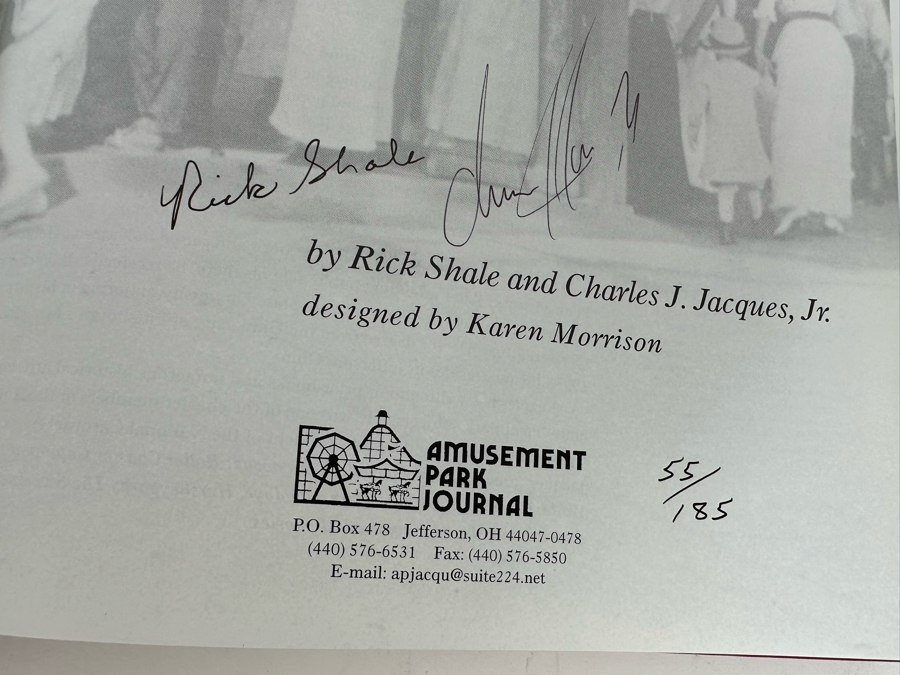 Rick Shale
by Rick Shale and Charles J. Jacques, Jr.
designed by Karen Morrison
AMUSEMENT
PARK
JOURNAL
55/185
P.O. Box 478 Jefferson, OH 44047-0478
(440) 576-6531 Fax: (440) 576-5850
E-mail: apjacqu@suite224.net